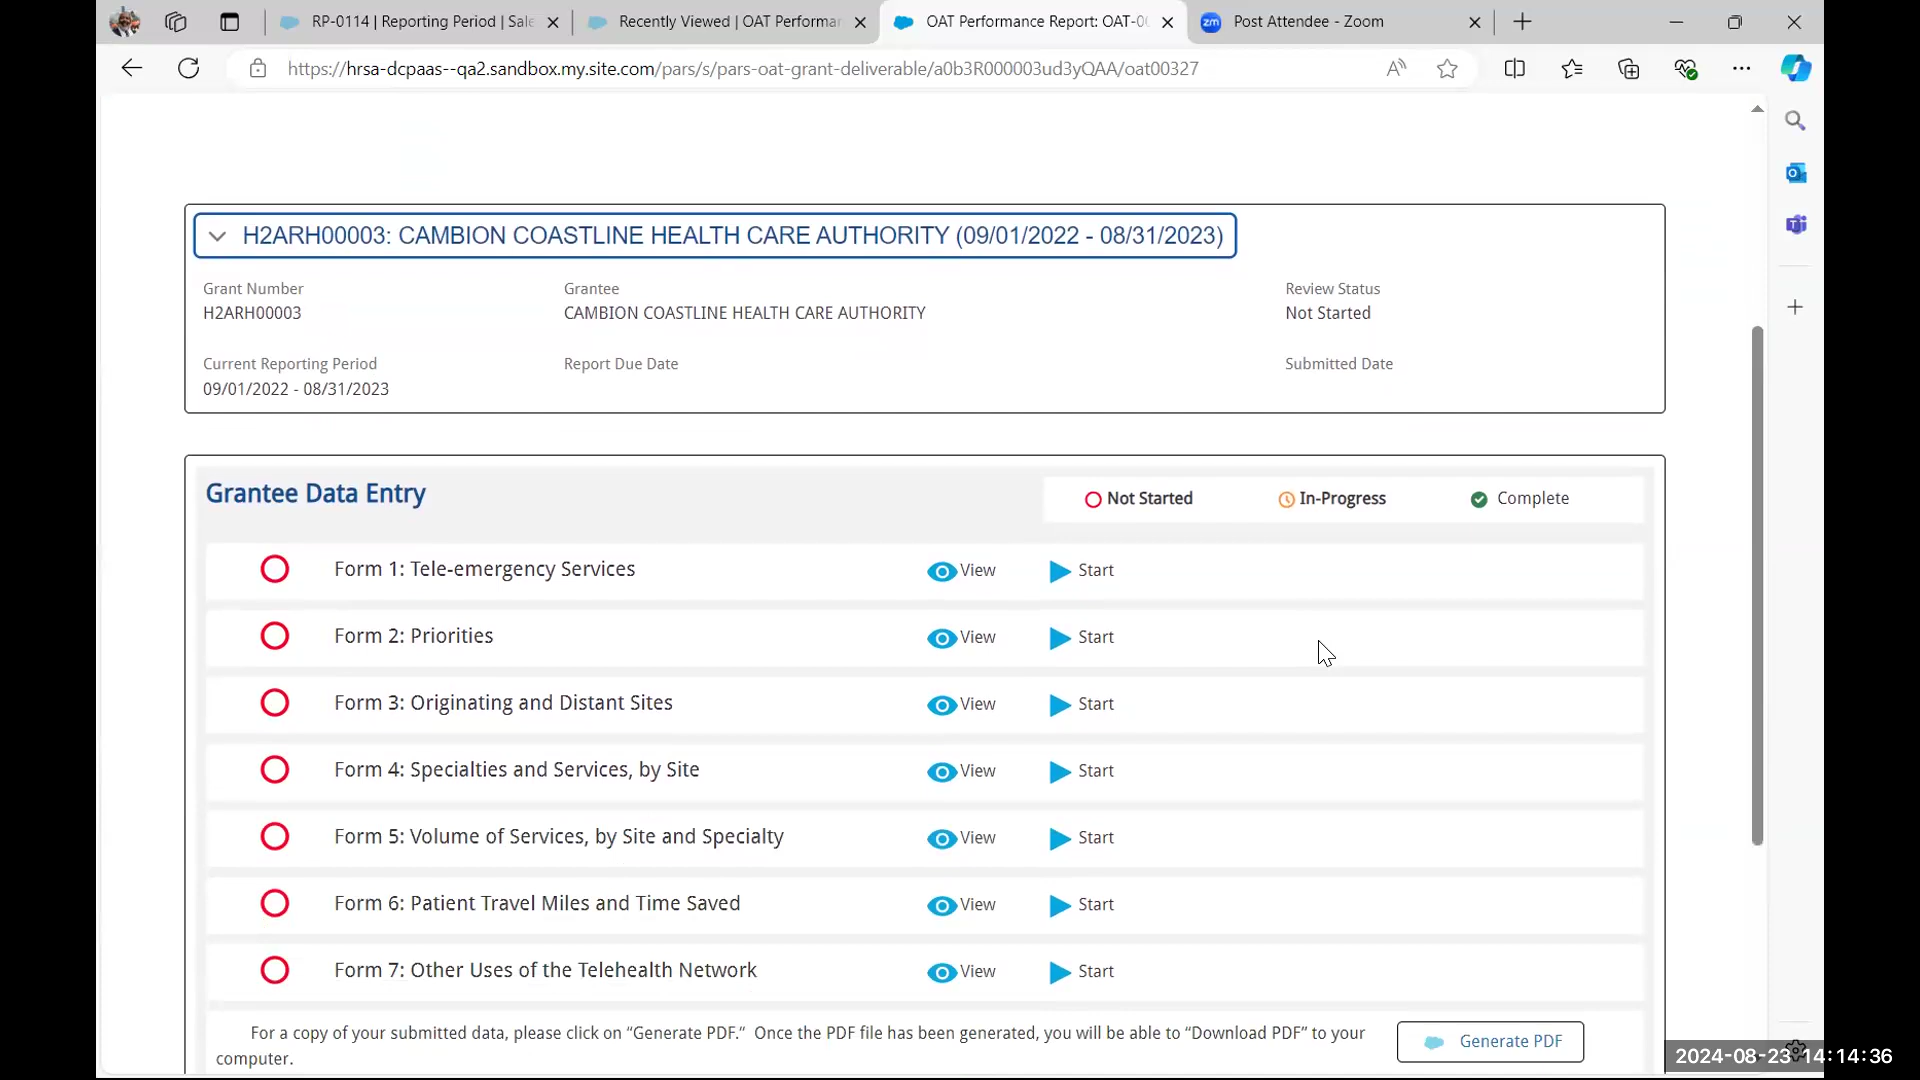 RP-0114 | Reporting Period | Sale
Recently Viewed | OAT Performan
OAT Performance Report: OAT-00
zm Post Attendee - Zoom
https://hrsa-dcpaas--qa2.sandbox.my.site.com/pars/s/pars-oat-grant-deliverable/a0b3R000003ud3yQAA/oat00327
H2ARH00003: CAMBION COASTLINE HEALTH CARE AUTHORITY (09/01/2022 - 08/31/2023)
Grant Number
H2ARH00003
Grantee
CAMBION COASTLINE HEALTH CARE AUTHORITY
Review Status
Not Started
Current Reporting Period
09/01/2022 - 08/31/2023
Report Due Date
Submitted Date
Grantee Data Entry
Not Started
In-Progress
Complete
Form 1: Tele-emergency Services View Start
Form 2: Priorities View Start
Form 3: Originating and Distant Sites View Start
Form 4: Specialties and Services, by Site View Start
Form 5: Volume of Services, by Site and Specialty View Start
Form 6: Patient Travel Miles and Time Saved View Start
Form 7: Other Uses of the Telehealth Network View Start
For a copy of your submitted data, please click on “Generate PDF.”  Once the PDF file has been generated, you will be able to “Download PDF” to your
computer.
Generate PDF
2024-08-23 14:14:36